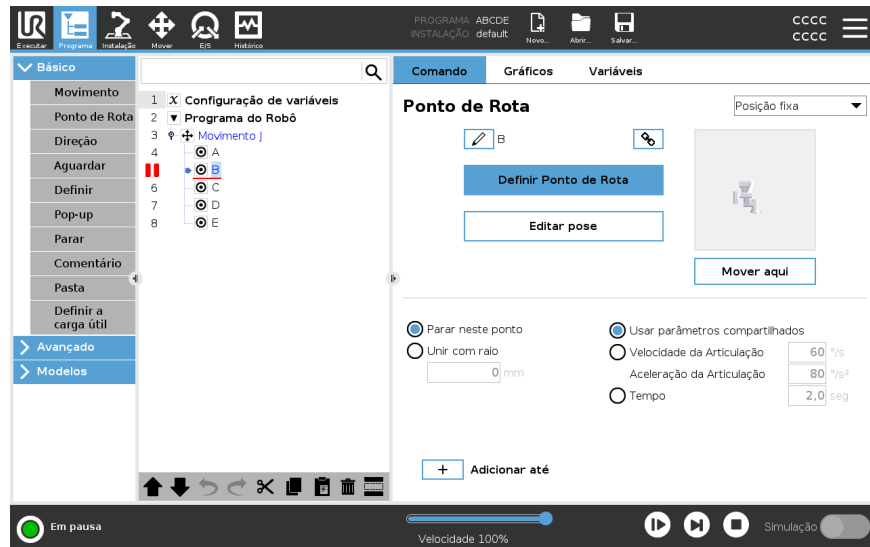 UR
Executar
Programa
Instalação
Mover
E/S
Histórico
PROGRAMA ABCDE
INSTALAÇÃO default
Novo...
Abrir...
Salvar...
CCCC
CCCC
Básico
Movimento
Ponto de Rota
Direção
Aguardar
Definir
Pop-up
Parar
Comentário
Pasta
Definir a
carga útil
Avançado
Modelos
1 X Configuração de variáveis
2 Programa do Robô
3 Movimento J
4 A
B
6 C
7 D
8 E
Comando Gráficos Variáveis
Ponto de Rota
Posição fixa
B
Definir Ponto de Rota
Editar pose
Mover aqui
Parar neste ponto
Unir com raio
0 mm
Usar parâmetros compartilhados
Velocidade da Articulação 60 °/s
Aceleração da Articulação 80 °/s²
Tempo 2,0 seg
+ Adicionar até
Em pausa
Velocidade 100%
Simulação